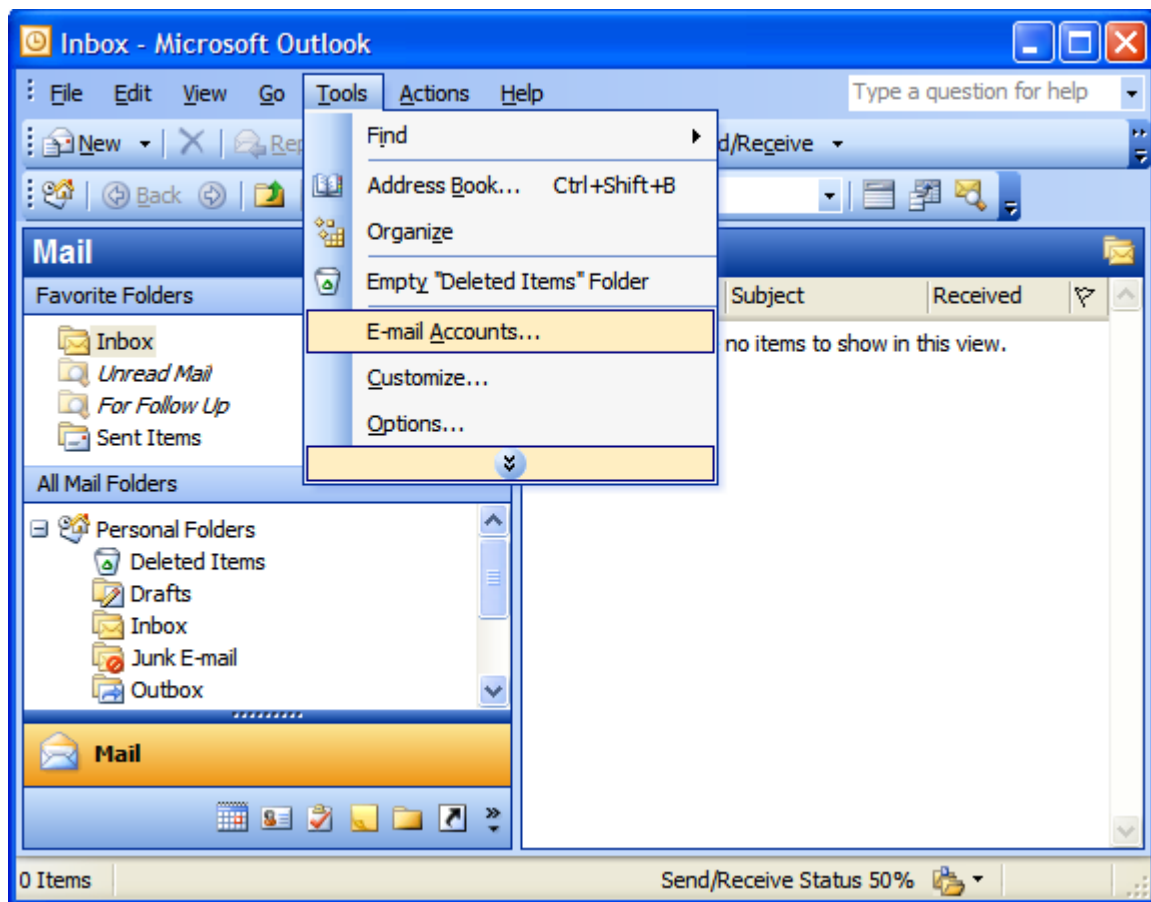 Inbox - Microsoft Outlook
File Edit View Go Tools Actions Help Type a question for help
New Rep d/Receive
Back
Mail
Favorite Folders
Inbox
Unread Mail
For Follow Up
Sent Items
All Mail Folders
Personal Folders
Deleted Items
Drafts
Inbox
Junk E-mail
Outbox
Mail
Find
Address Book... Ctrl+Shift+B
Organize
Empty "Deleted Items" Folder
E-mail Accounts...
Customize...
Options...
Subject Received
no items to show in this view.
0 Items Send/Receive Status 50%